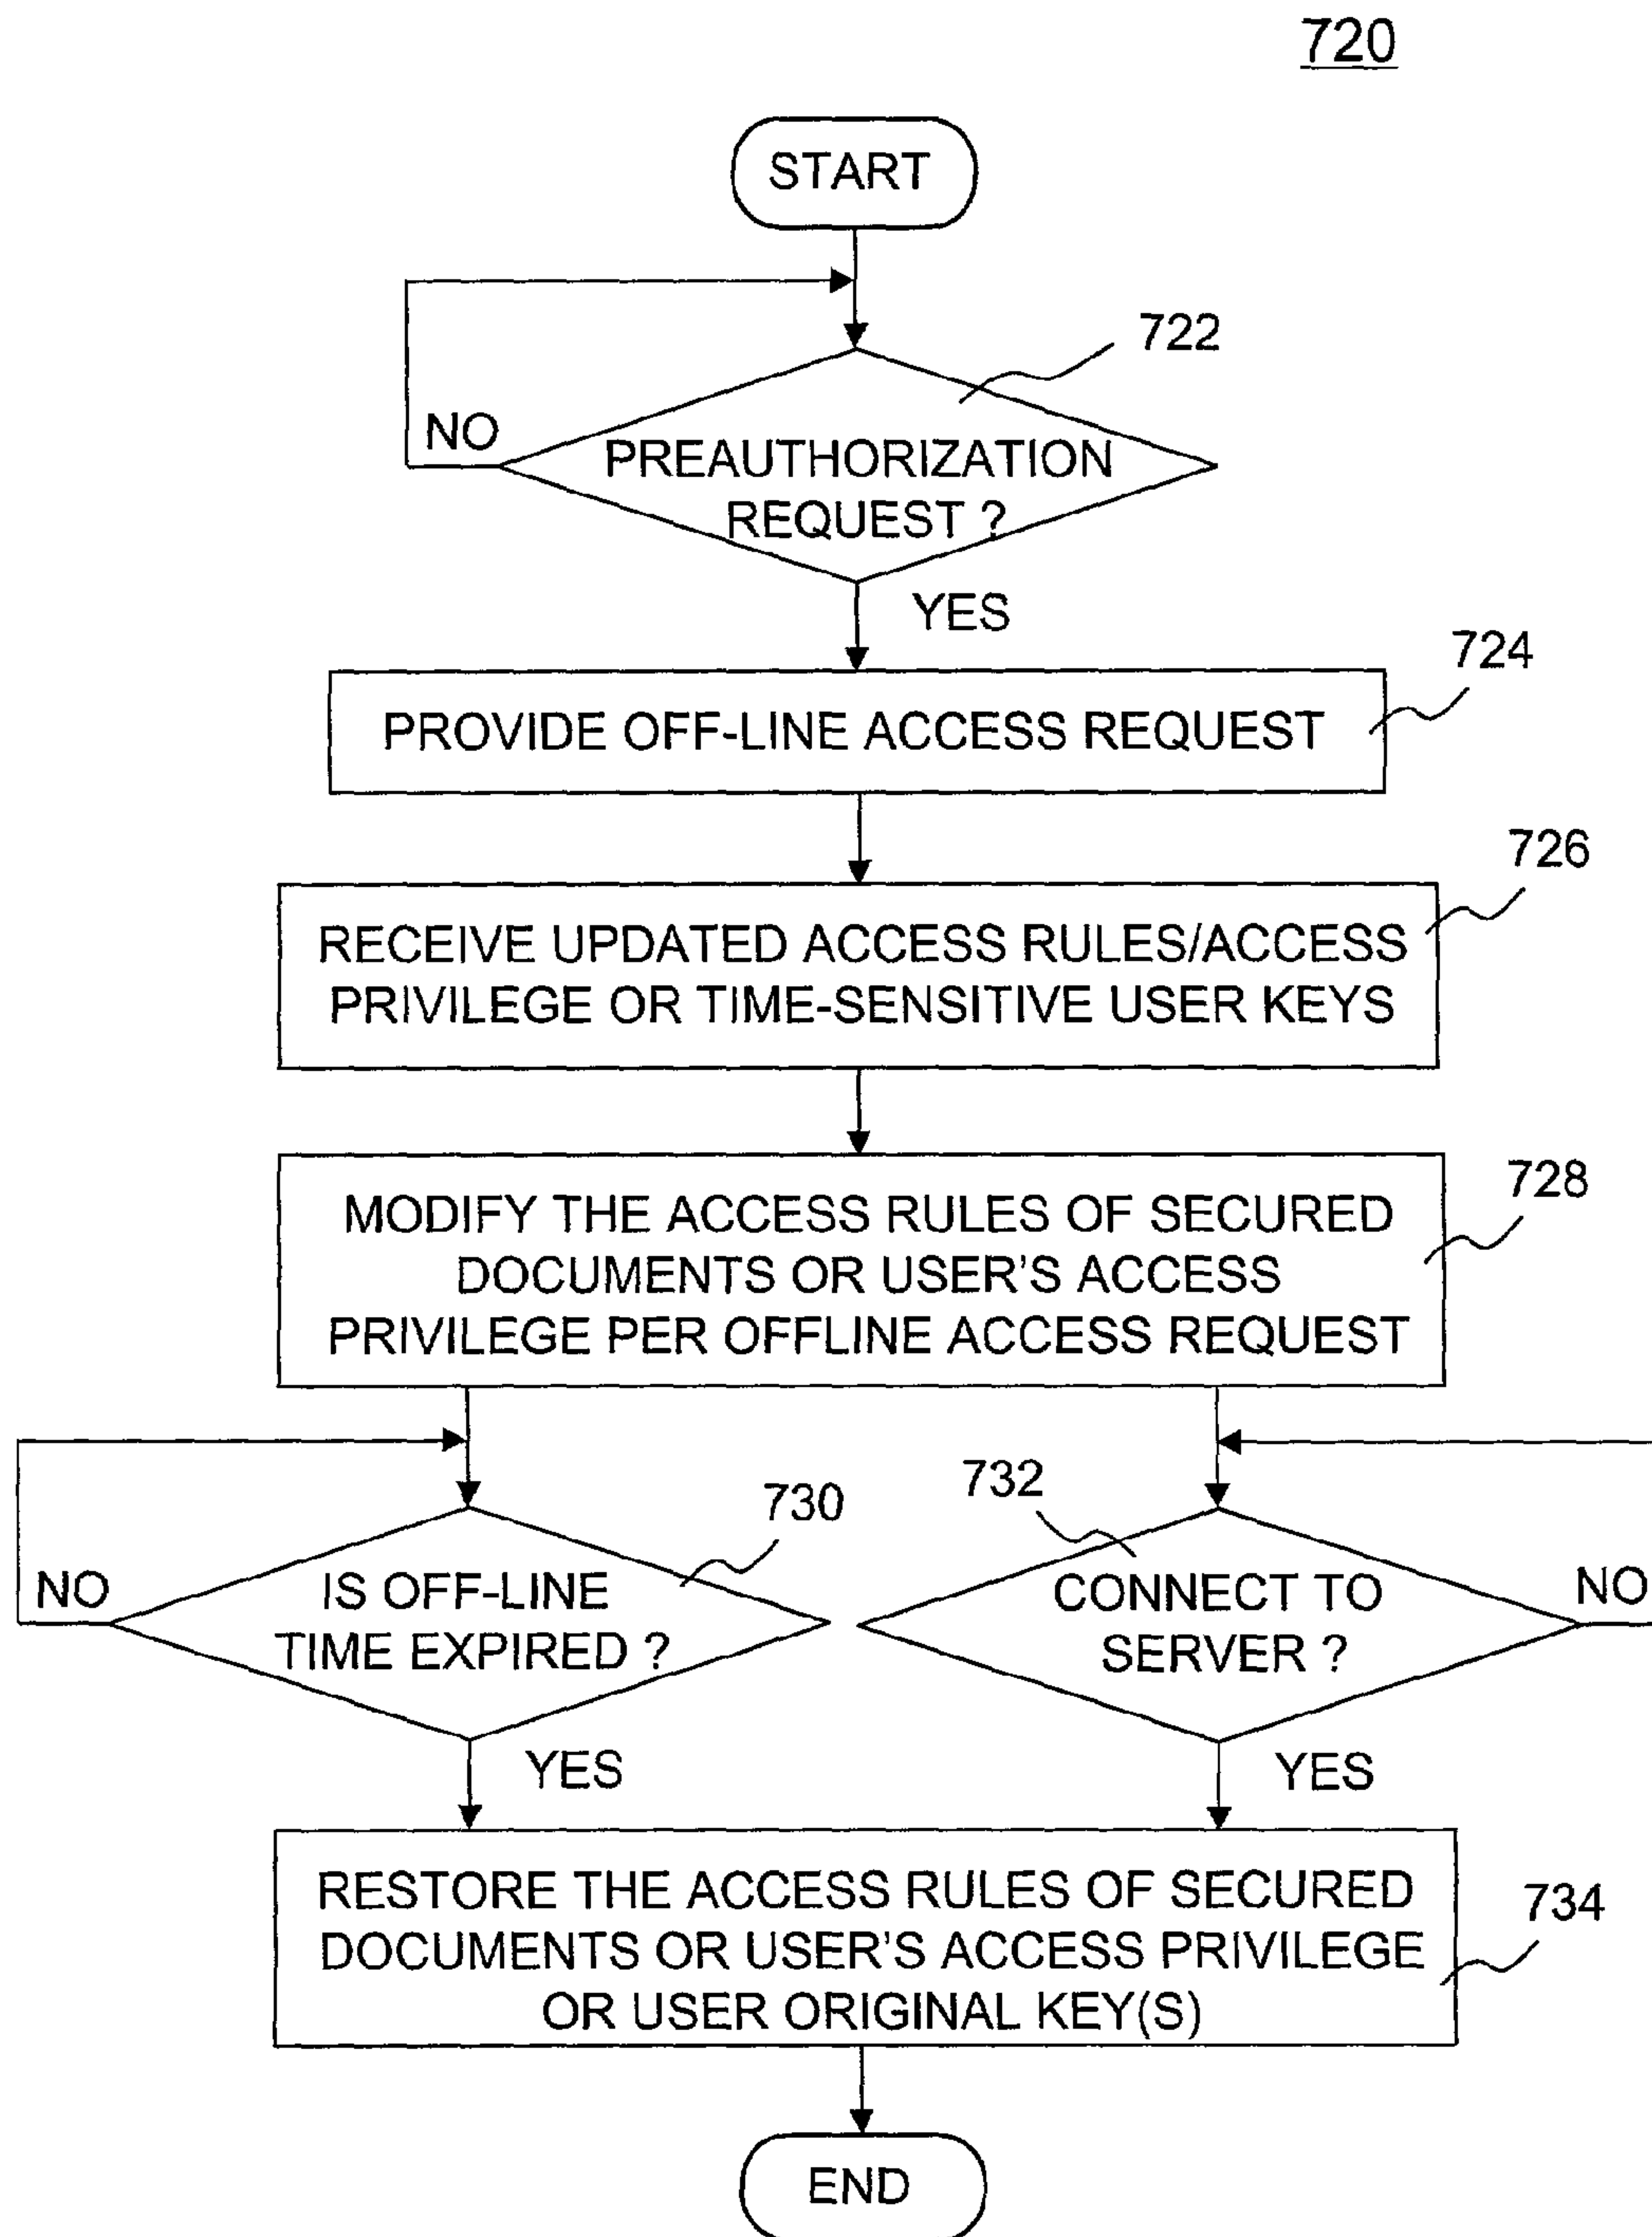 720
START
722
NO
PREAUTHORIZATION
REQUEST ?
YES
724
PROVIDE OFF-LINE ACCESS REQUEST
726
RECEIVE UPDATED ACCESS RULES/ACCESS
PRIVILEGE OR TIME-SENSITIVE USER KEYS
728
MODIFY THE ACCESS RULES OF SECURED
DOCUMENTS OR USER'S ACCESS
PRIVILEGE PER OFFLINE ACCESS REQUEST
730
NO
IS OFF-LINE
TIME EXPIRED ?
YES
732
CONNECT TO
SERVER ?
NO
YES
734
RESTORE THE ACCESS RULES OF SECURED
DOCUMENTS OR USER'S ACCESS PRIVILEGE
OR USER ORIGINAL KEY(S)
END